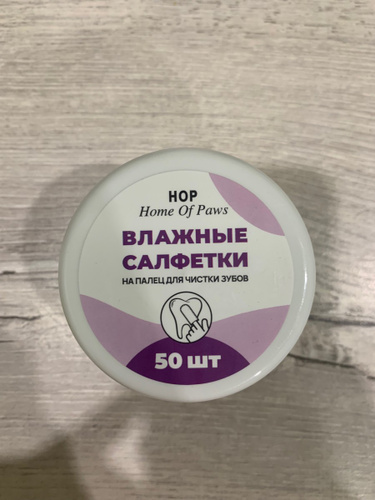 HOP
Home Of Paws
ВЛАЖНЫЕ
САЛФЕТКИ
НА ПАЛЕЦ ДЛЯ ЧИСТКИ ЗУБОВ
50 ШТ